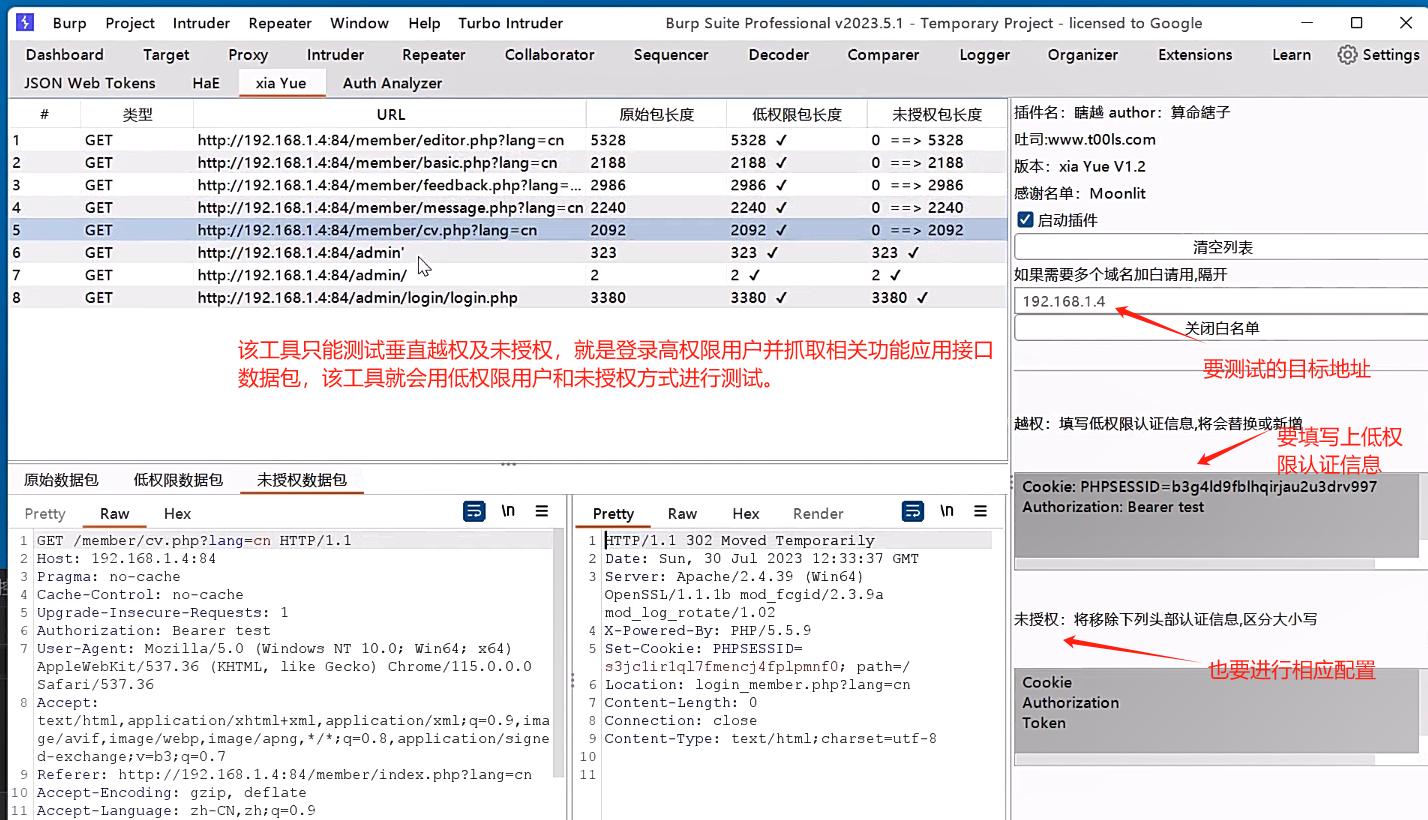 Burp Project Intruder Repeater Window Help Turbo Intruder Burp Suite Professional v2023.5.1 - Temporary Project - licensed to Google
Dashboard Target Proxy Intruder Repeater Collaborator Sequencer Decoder Comparer Logger Organizer Extensions Learn Settings
JSON Web Tokens HaE xia Yue Auth Analyzer
# 类型 URL 原始包长度 低权限包长度 未授权包长度
1 GET http://192.168.1.4:84/member/editor.php?lang=cn 5328 5328 ✓ 0 ==> 5328
2 GET http://192.168.1.4:84/member/basic.php?lang=cn 2188 2188 ✓ 0 ==> 2188
3 GET http://192.168.1.4:84/member/feedback.php?lang=... 2986 2986 ✓ 0 ==> 2986
4 GET http://192.168.1.4:84/member/message.php?lang=cn 2240 2240 ✓ 0 ==> 2240
5 GET http://192.168.1.4:84/member/cv.php?lang=cn 2092 2092 ✓ 0 ==> 2092
6 GET http://192.168.1.4:84/admin' 323 323 ✓ 323 ✓
7 GET http://192.168.1.4:84/admin/ 2 2 ✓ 2 ✓
8 GET http://192.168.1.4:84/admin/login/login.php 3380 3380 ✓ 3380 ✓
该工具只能测试垂直越权及未授权，就是登录高权限用户并抓取相关功能应用接口
数据包，该工具就会用低权限用户和未授权方式进行测试。
插件名：瞎越 author：算命縖子
吐司:www.t00ls.com
版本：xia Yue V1.2
感谢名单：Moonlit
启动插件
清空列表
如果需要多个域名加白请用,隔开
192.168.1.4
关闭白名单
要测试的目标地址
越权：填写低权限认证信息,将会替换或新增
要填写上低权
限认证信息
Cookie: PHPSESSID=b3g4ld9fblhqirjau2u3drv997
Authorization: Bearer test
未授权：将移除下列头部认证信息,区分大小写
也要进行相应配置
Cookie
Authorization
Token
原始数据包 低权限数据包 未授权数据包
Pretty Raw Hex \n
1 GET /member/cv.php?lang=cn HTTP/1.1
2 Host: 192.168.1.4:84
3 Pragma: no-cache
4 Cache-Control: no-cache
5 Upgrade-Insecure-Requests: 1
6 Authorization: Bearer test
7 User-Agent: Mozilla/5.0 (Windows NT 10.0; Win64; x64)
AppleWebKit/537.36 (KHTML, like Gecko) Chrome/115.0.0.0
Safari/537.36
8 Accept:
text/html,application/xhtml+xml,application/xml;q=0.9,ima
ge/avif,image/webp,image/apng,*/*;q=0.8,application/signe
d-exchange;v=b3;q=0.7
9 Referer: http://192.168.1.4:84/member/index.php?lang=cn
10 Accept-Encoding: gzip, deflate
11 Accept-Language: zh-CN,zh;q=0.9
Pretty Raw Hex Render \n
1 HTTP/1.1 302 Moved Temporarily
2 Date: Sun, 30 Jul 2023 12:33:37 GMT
3 Server: Apache/2.4.39 (Win64)
OpenSSL/1.1.1b mod_fcgid/2.3.9a
mod_log_rotate/1.02
4 X-Powered-By: PHP/5.5.9
5 Set-Cookie: PHPSESSID=
s3jc1ir1ql7fmencj4fplpmnf0; path=/
6 Location: login_member.php?lang=cn
7 Content-Length: 0
8 Connection: close
9 Content-Type: text/html;charset=utf-8
10
11